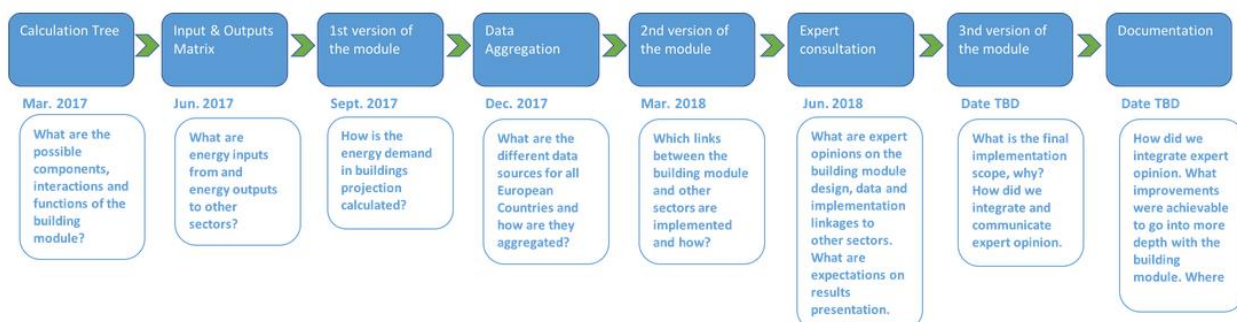 Calculation Tree
Input & Outputs
Matrix
1st version of
the module
Data
Aggregation
2nd version of
the module
Expert
consultation
3nd version of
the module
Documentation
Mar. 2017
Jun. 2017
Sept. 2017
Dec. 2017
Mar. 2018
Jun. 2018
Date TBD
Date TBD
What are the
possible
components,
interactions and
functions of the
building
module?
What are
energy inputs
from and
energy outputs
to other
sectors?
How is the
energy demand
in buildings
projection
calculated?
What are the
different data
sources for all
European
Countries and
how are they
aggregated?
Which links
between the
building module
and other
sectors are
implemented
and how?
What are expert
opinions on the
building module
design, data and
implementation
linkages to
other sectors.
What are
expectations on
results
presentation.
What is the final
implementation
scope, why?
How did we
integrate and
communicate
expert opinion.
How did we
integrate expert
opinion. What
improvements
were achievable
to go into more
depth with the
building
module. Where